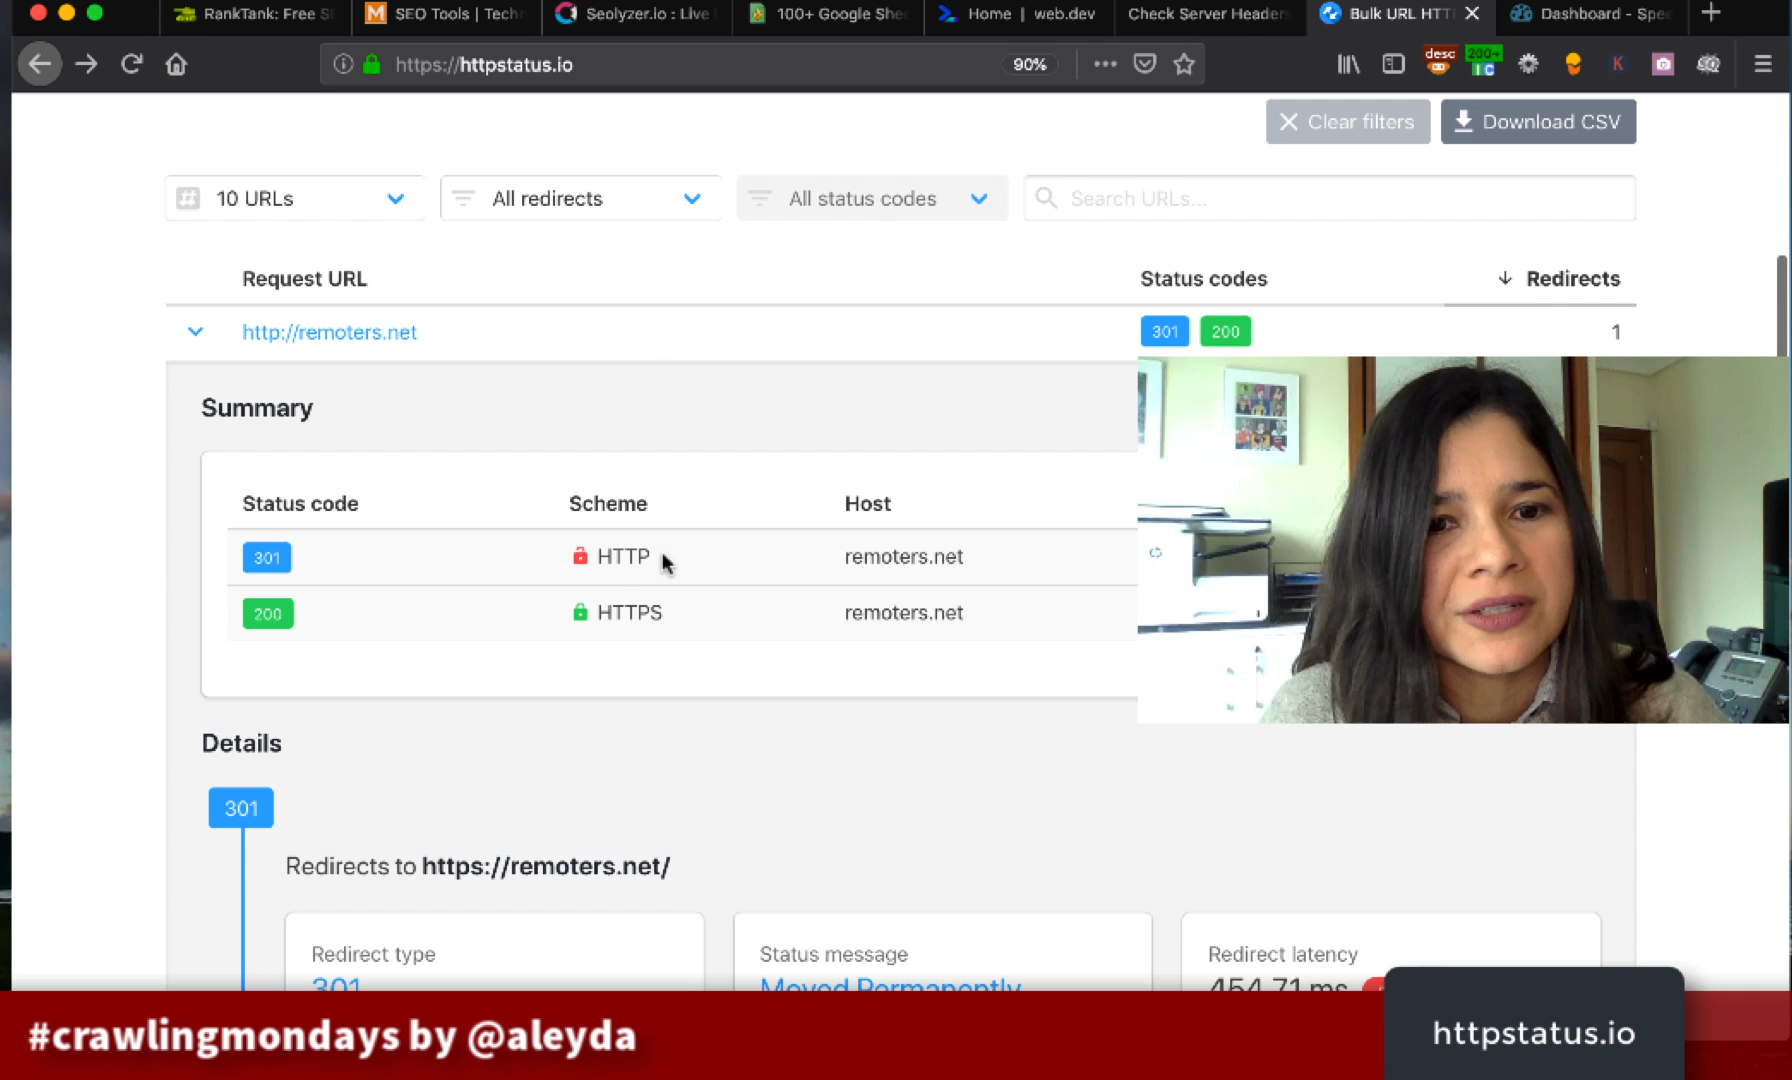 RankTank: Free S
SEO Tools | Tech
Seolyzer.io : Live
100+ Google She
Home | web.dev
Check Server Headers
Bulk URL HTT
Dashboard - Spe
https://httpstatus.io
90%
desc
200+
I C
K
Clear filters
Download CSV
10 URLs
All redirects
All status codes
Search URLs...
Request URL
Status codes
Redirects
http://remoters.net
301
200
1
Summary
Status code
Scheme
Host
301
HTTP
remoters.net
200
HTTPS
remoters.net
Details
301
Redirects to https://remoters.net/
Redirect type
Status message
Redirect latency
301
Moved Permanently
454.71 ms
#crawlingmondays by @aleyda
httpstatus.io